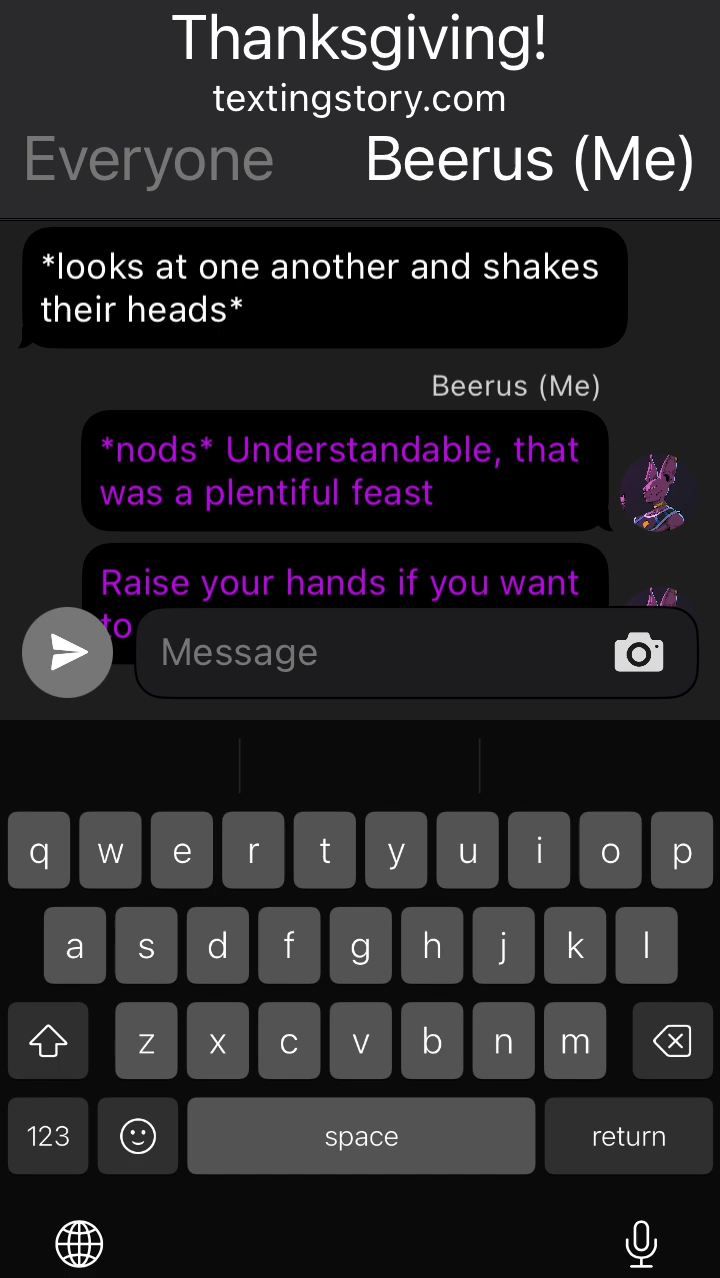 Thanksgiving!
textingstory.com
Everyone Beerus (Me)
*looks at one another and shakes
their heads*
Beerus (Me)
*nods* Understandable, that
was a plentiful feast
Raise your hands if you want
to
Message
q w e r t y u i o p
a s d f g h j k l
z x c v b n m
123 space return